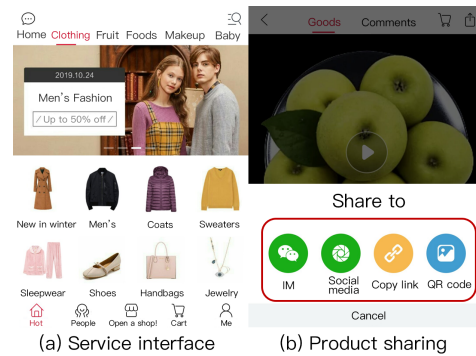 Home Clothing Fruit Foods Makeup Baby
2019.10.24
Men's Fashion
/ Up to 50% off /
New in winter Men's Coats Sweaters
Sleepwear Shoes Handbags Jewelry
Hot People Open a shop! Cart Me
(a) Service interface
Goods Comments
Share to
IM Social media Copy link QR code
Cancel
(b) Product sharing